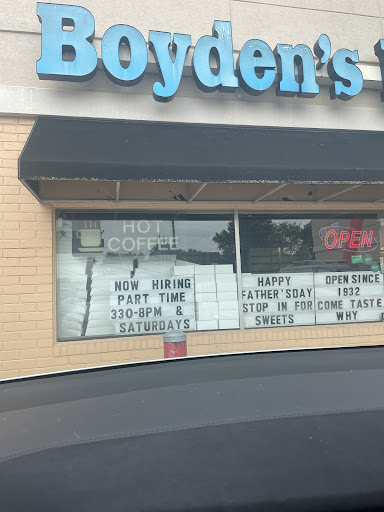 Boyden's
HOT
COFFEE
OPEN
NOW HIRING
PART TIME
330-8PM &
SATURDAYS
HAPPY
FATHER'SDAY
STOP IN FOR
SWEETS
OPEN SINCE
1932
COME TASTE
WHY